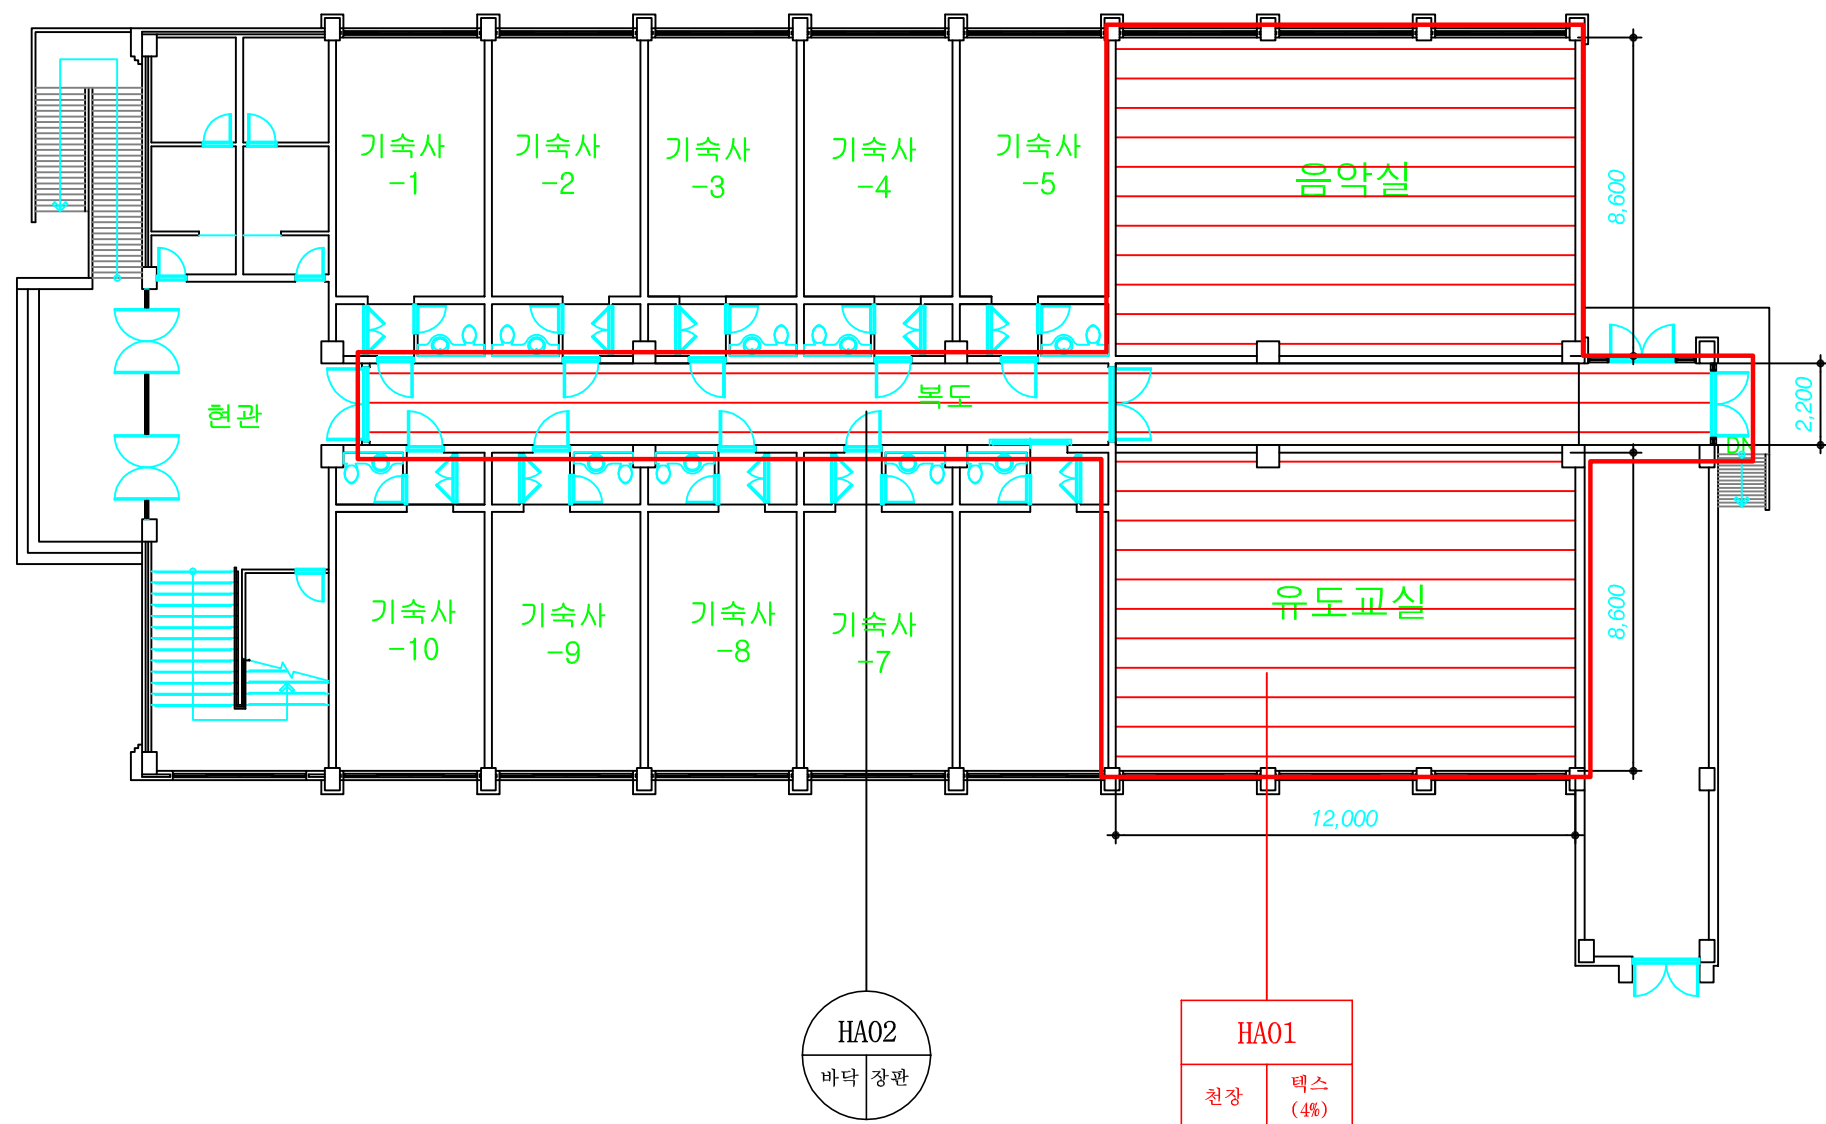 기숙사
-1
기숙사
-2
기숙사
-3
기숙사
-4
기숙사
-5
음악실
8,600
현관
복도
2,200
DN
기숙사
-10
기숙사
-9
기숙사
-8
기숙사
-7
유도교실
8,600
12,000
HA02
바닥 장판
HA01
천장
텍스
(4%)